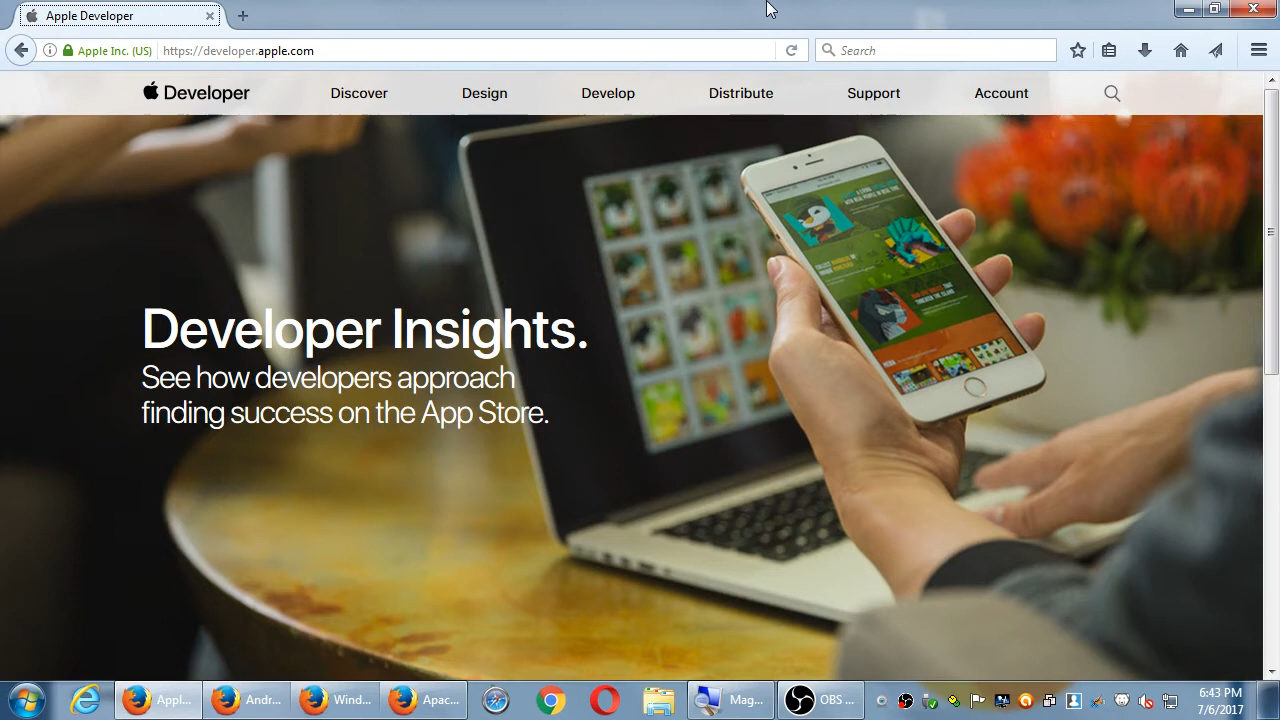 Apple Developer
Apple Inc. (US)
https://developer.apple.com
Search
Developer
Discover
Design
Develop
Distribute
Support
Account
Developer Insights.
See how developers approach
finding success on the App Store.
Appl...
Andr...
Wind...
Apac...
Mag...
OBS ...
6:43 PM
7/6/2017